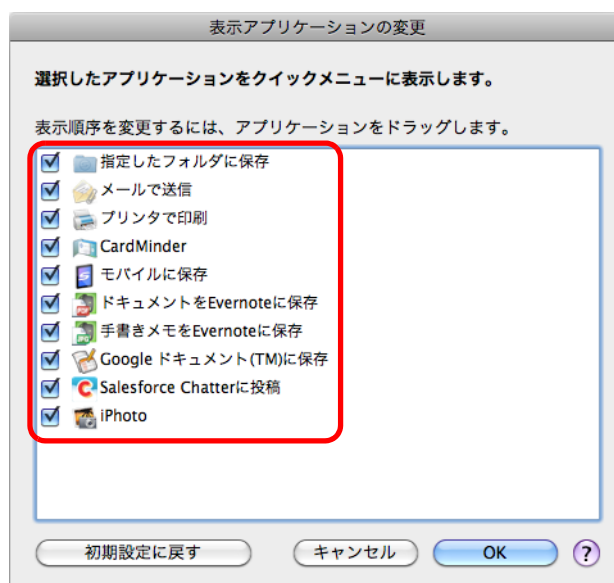 表示アプリケーションの変更
選択したアプリケーションをクイックメニューに表示します。
表示順序を変更するには、アプリケーションをドラッグします。
指定したフォルダに保存
メールで送信
プリンタで印刷
CardMinder
モバイルに保存
ドキュメントをEvernoteに保存
手書きメモをEvernoteに保存
Google ドキュメント(TM)に保存
Salesforce Chatterに投稿
iPhoto
初期設定に戻す キャンセル OK ?